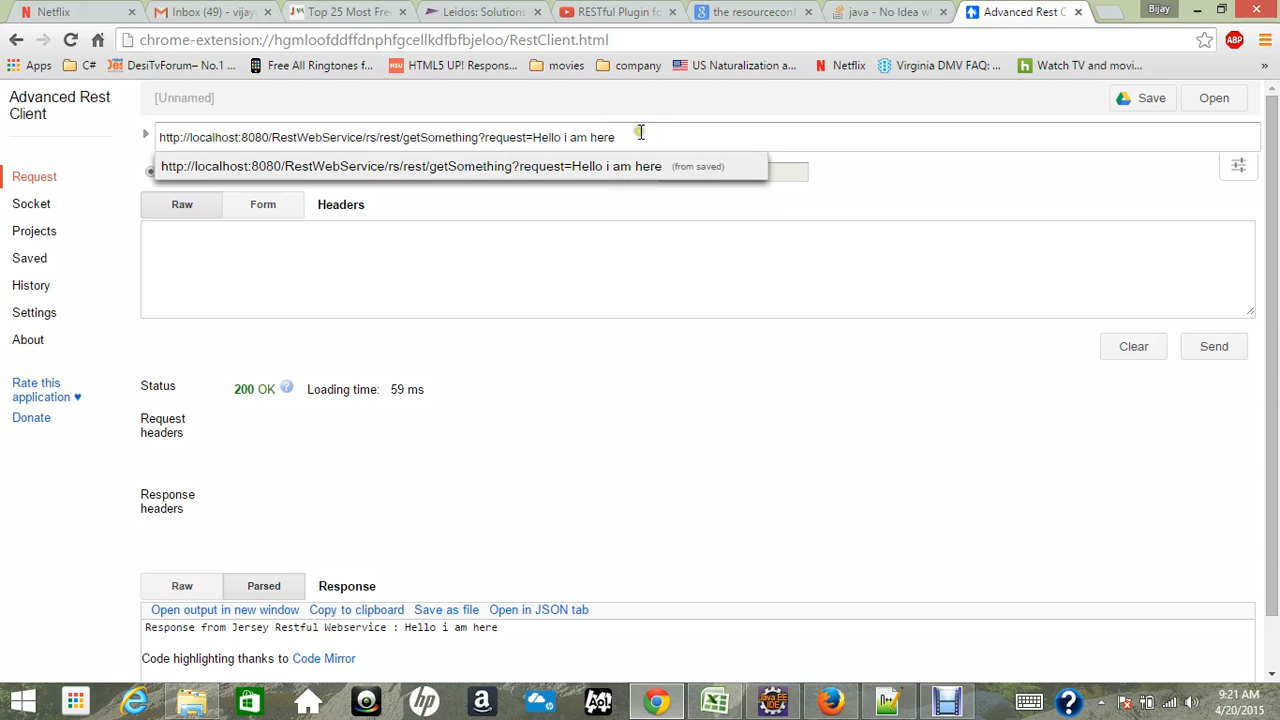 Netflix
Inbox (49) - vijay
Top 25 Most Fre
Leidos: Solutions
RESTful Plugin fo
the resourceconf
java - No Idea wh
Advanced Rest C
Bijay
chrome-extension://hgmloofddffdnphfgcellkdfbfbjeloo/RestClient.html
ABP
Apps
C#
DesiTvForum– No.1 ...
Free All Ringtones f...
HTML5 UP! Respons...
movies
company
US Naturalization a...
Netflix
Virginia DMV FAQ: ...
Watch TV and movi...
»
Advanced Rest
Client
[Unnamed]
Save
Open
http://localhost:8080/RestWebService/rs/rest/getSomething?request=Hello i am here
http://localhost:8080/RestWebService/rs/rest/getSomething?request=Hello i am here (from saved)
Request
Socket
Projects
Saved
History
Settings
About
Rate this
application ♥
Donate
Raw
Form
Headers
Clear
Send
Status
200 OK
Loading time: 59 ms
Request
headers
Response
headers
Raw
Parsed
Response
Open output in new window
Copy to clipboard
Save as file
Open in JSON tab
Response from Jersey Restful Webservice : Hello i am here
Code highlighting thanks to Code Mirror
9:21 AM
4/20/2015